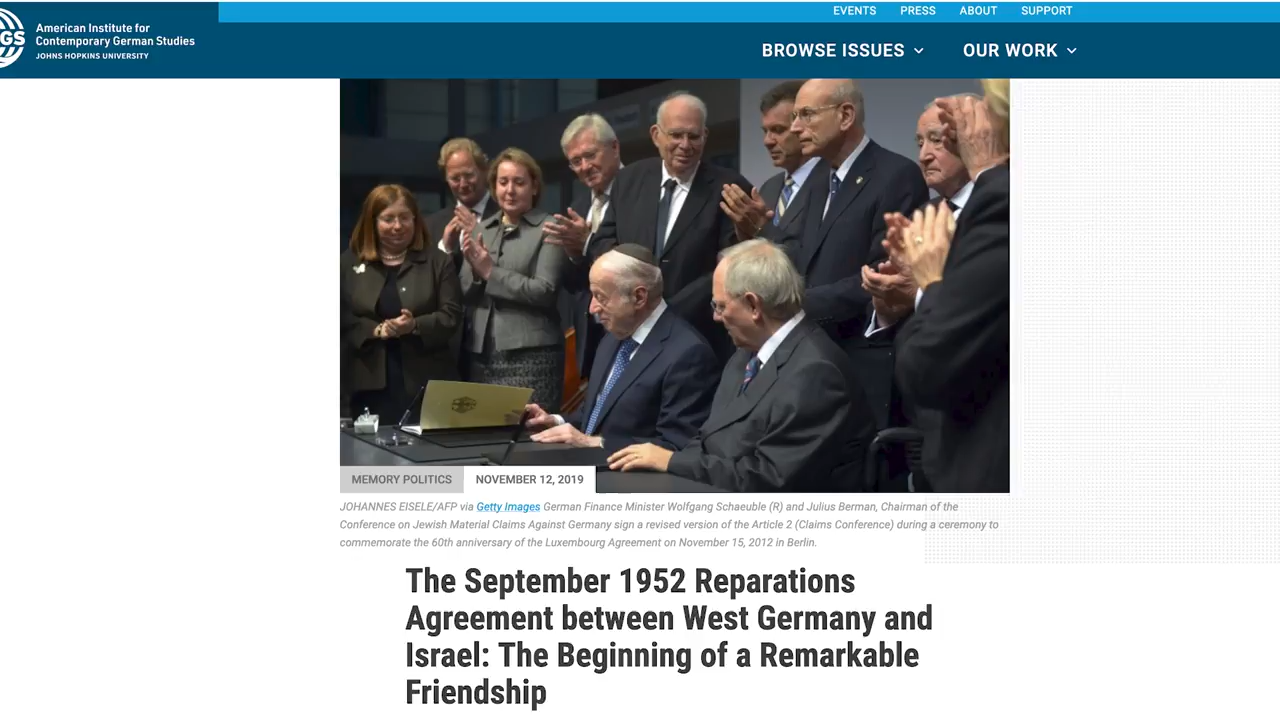 EVENTS PRESS ABOUT SUPPORT
GS
American Institute for
Contemporary German Studies
JOHNS HOPKINS UNIVERSITY
BROWSE ISSUES OUR WORK
MEMORY POLITICS NOVEMBER 12, 2019
JOHANNES EISELE/AFP via Getty Images German Finance Minister Wolfgang Schaeuble (R) and Julius Berman, Chairman of the
Conference on Jewish Material Claims Against Germany sign a revised version of the Article 2 (Claims Conference) during a ceremony to
commemorate the 60th anniversary of the Luxembourg Agreement on November 15, 2012 in Berlin.
The September 1952 Reparations
Agreement between West Germany and
Israel: The Beginning of a Remarkable
Friendship